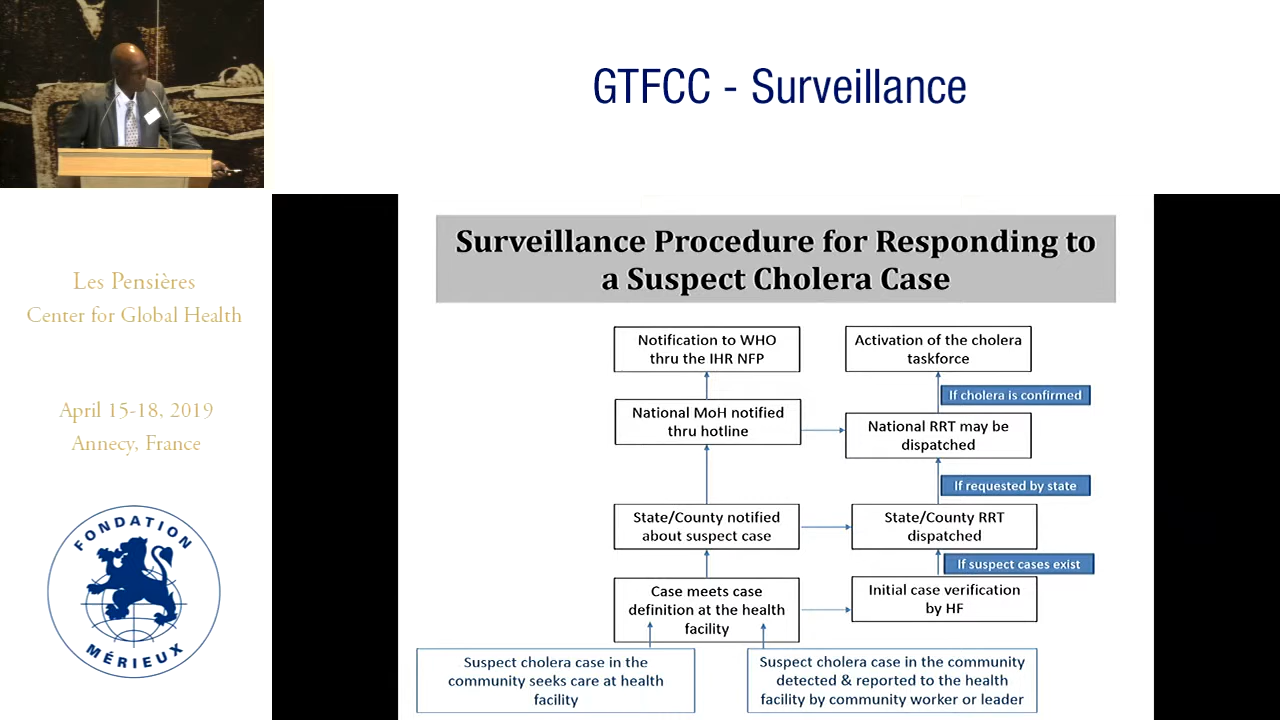 GTFCC - Surveillance
Les Pensières
Center for Global Health
April 15-18, 2019
Annecy, France
FONDATION
MÉRIEUX
Surveillance Procedure for Responding to
a Suspect Cholera Case
Notification to WHO
thru the IHR NFP
Activation of the cholera
taskforce
If cholera is confirmed
National MoH notified
thru hotline
National RRT may be
dispatched
If requested by state
State/County notified
about suspect case
State/County RRT
dispatched
If suspect cases exist
Case meets case
definition at the health
facility
Initial case verification
by HF
Suspect cholera case in the
community seeks care at health
facility
Suspect cholera case in the community
detected & reported to the health
facility by community worker or leader